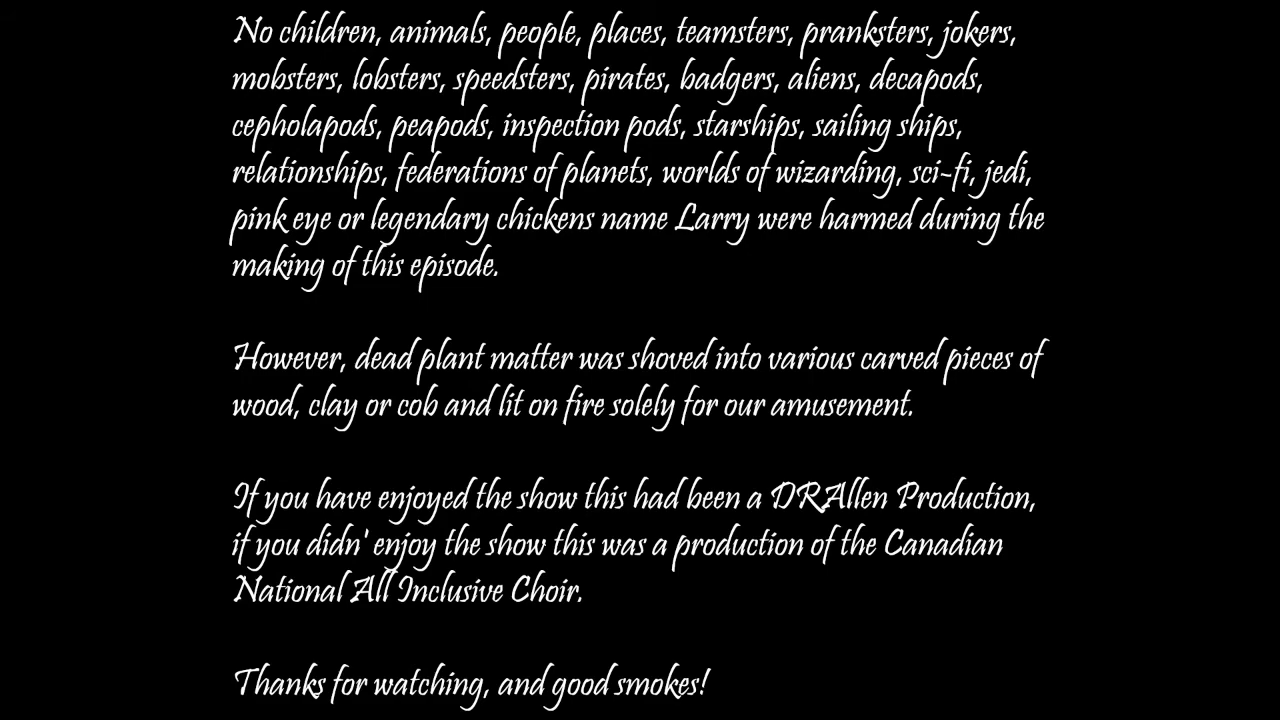 No children, animals, people, places, teamsters, pranksters, jokers,
mobsters, lobsters, speedsters, pirates, badgers, aliens, decapods,
cepholapods, peapods, inspection pods, starships, sailing ships,
relationships, federations of planets, worlds of wizarding, sci-fi, jedi,
pink eye or legendary chickens name Larry were harmed during the
making of this episode.
However, dead plant matter was shoved into various carved pieces of
wood, clay or cob and lit on fire solely for our amusement.
If you have enjoyed the show this had been a DRAllen Production,
if you didn' enjoy the show this was a production of the Canadian
National All Inclusive Choir.
Thanks for watching, and good smokes!